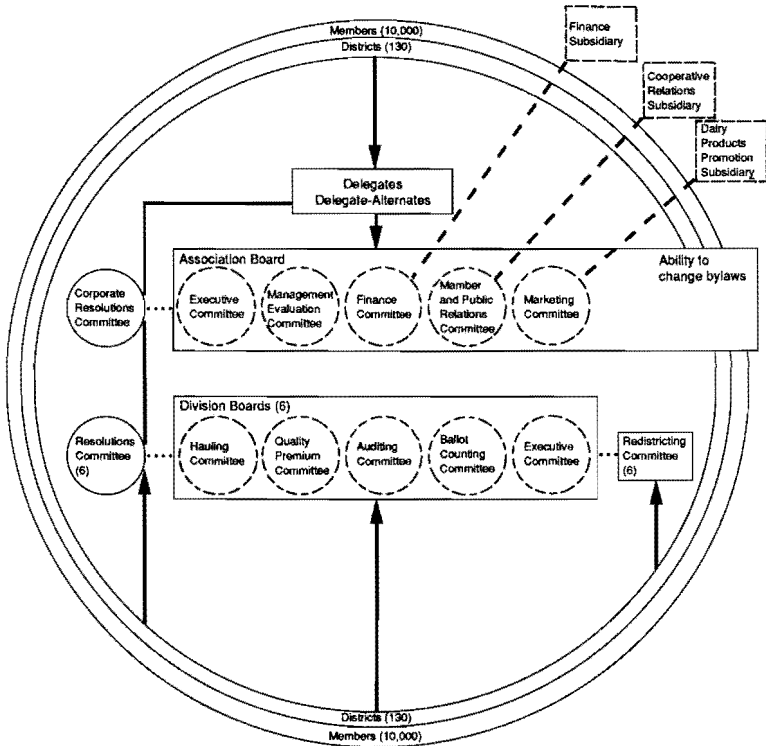 Members (10,000)
Districts (130)
Finance
Subsidiary
Cooperative
Relations
Subsidiary
Dairy
Products
Promotion
Subsidiary
Delegates
Delegate-Alternates
Association Board
Ability to
change bylaws
Corporate
Resolutions
Committee
Executive
Committee
Management
Evaluation
Committee
Finance
Committee
Member
and Public
Relations
Committee
Marketing
Committee
Division Boards (6)
Resolutions
Committee
(6)
Hauling
Committee
Quality
Premium
Committee
Auditing
Committee
Ballot
Counting
Committee
Executive
Committee
Redistricting
Committee
(6)
Districts (130)
Members (10,000)